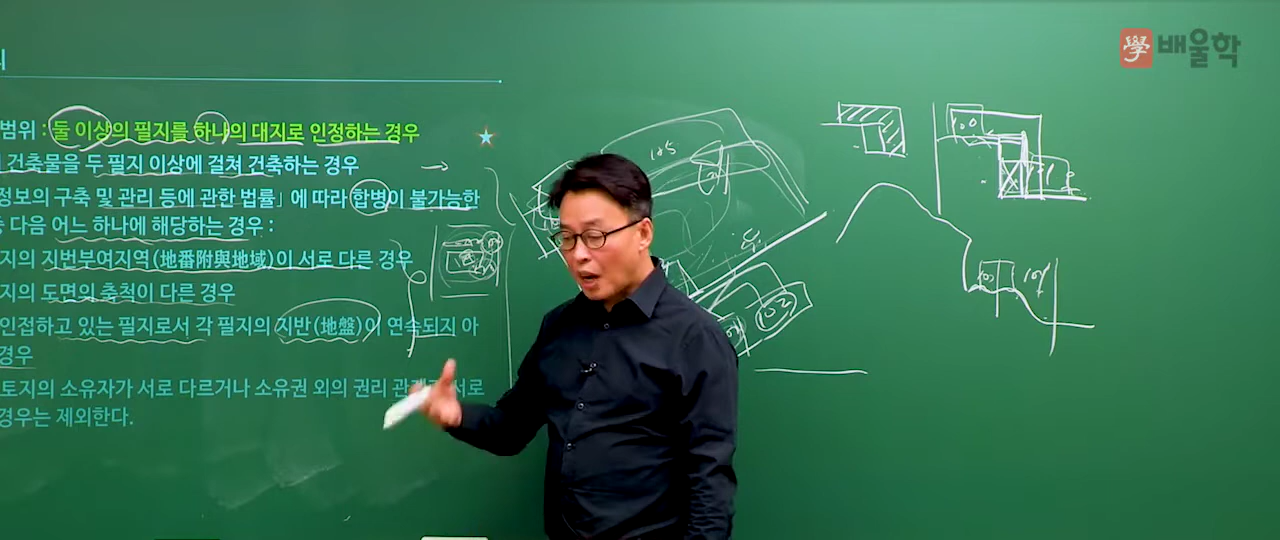 學 배울학
의
범위 : 둘 이상의 필지를 하나의 대지로 인정하는 경우
건축물을 두 필지 이상에 걸쳐 건축하는 경우
정보의 구축 및 관리 등에 관한 법률」에 따라 합병이 불가능한
다음 어느 하나에 해당하는 경우 :
지의 지번부여지역(地番附與地域)이 서로 다른 경우
지의 도면의 축척이 다른 경우
인접하고 있는 필지로서 각 필지의 지반(地盤)이 연속되지 아
경우
토지의 소유자가 서로 다르거나 소유권 외의 권리 서로
경우는 제외한다.
105
102